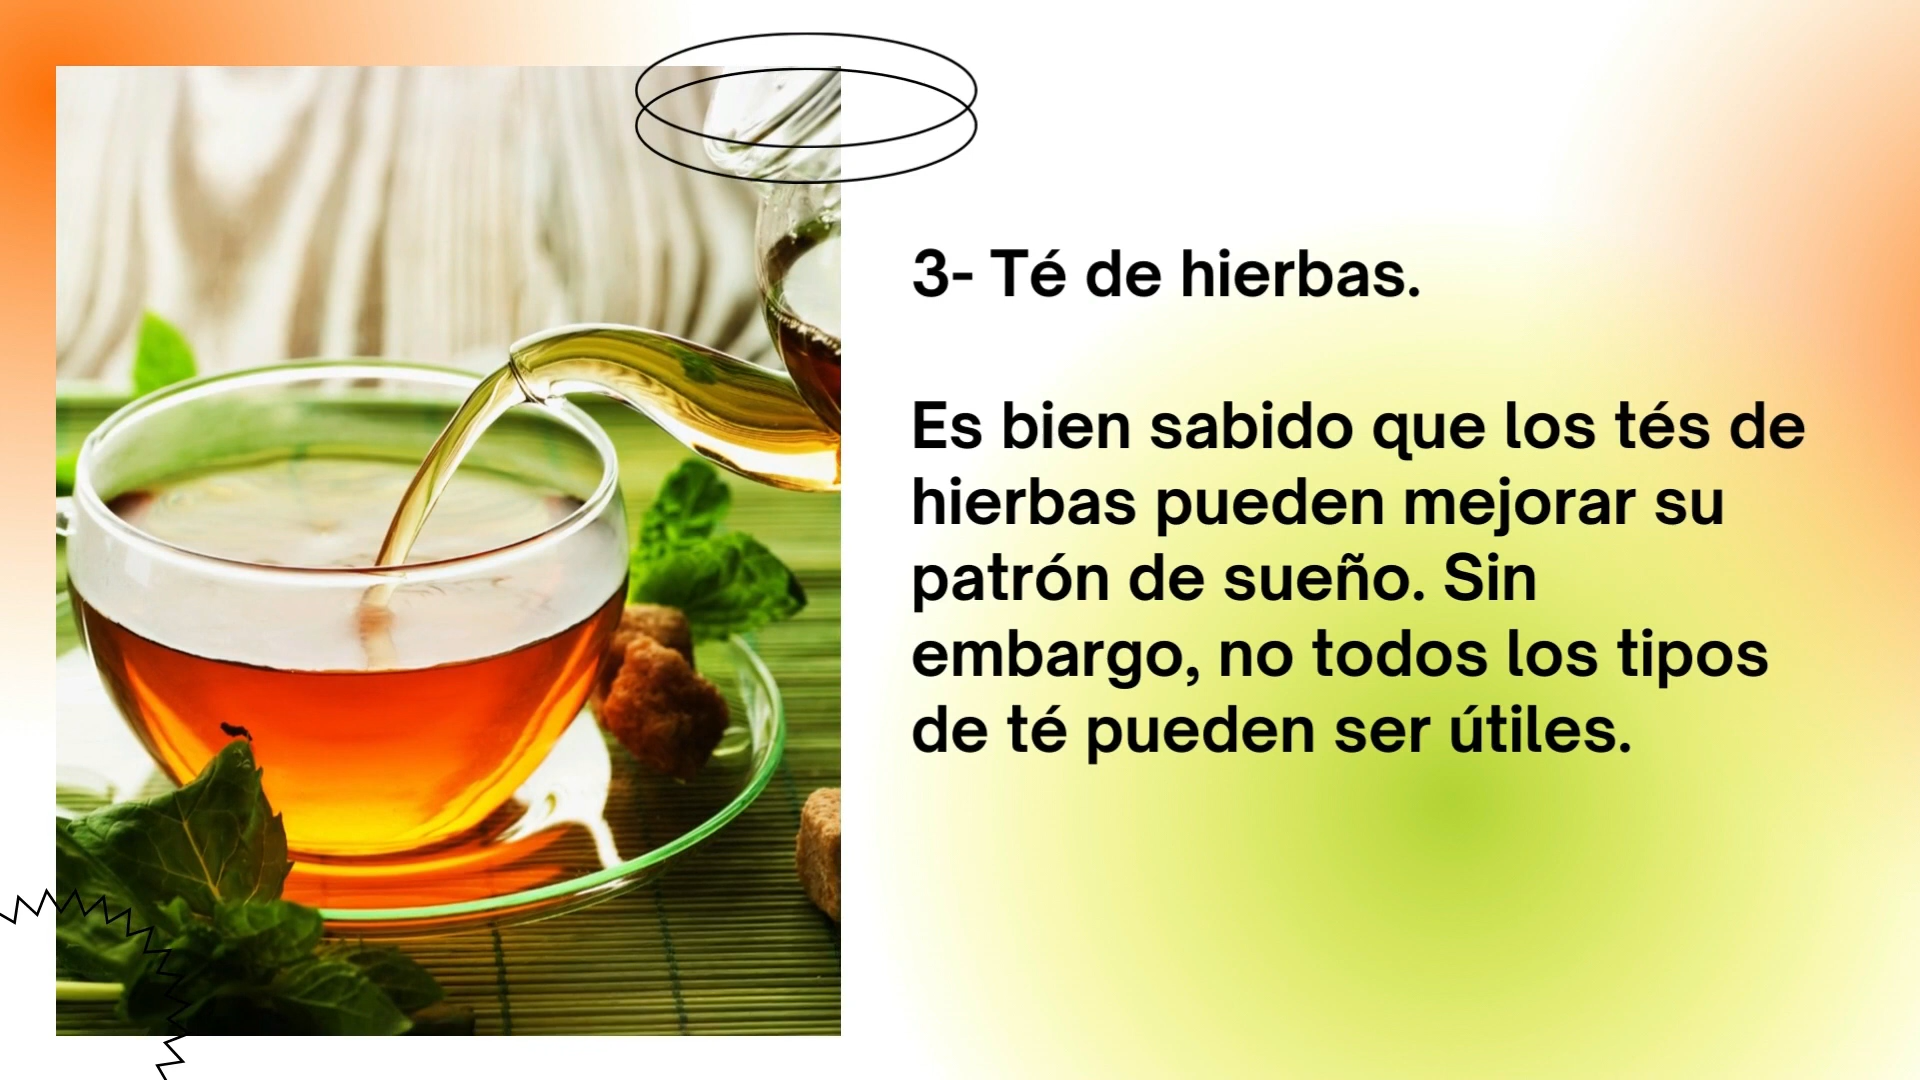 3- Té de hierbas.
Es bien sabido que los tés de
hierbas pueden mejorar su
patrón de sueño. Sin
embargo, no todos los tipos
de té pueden ser útiles.